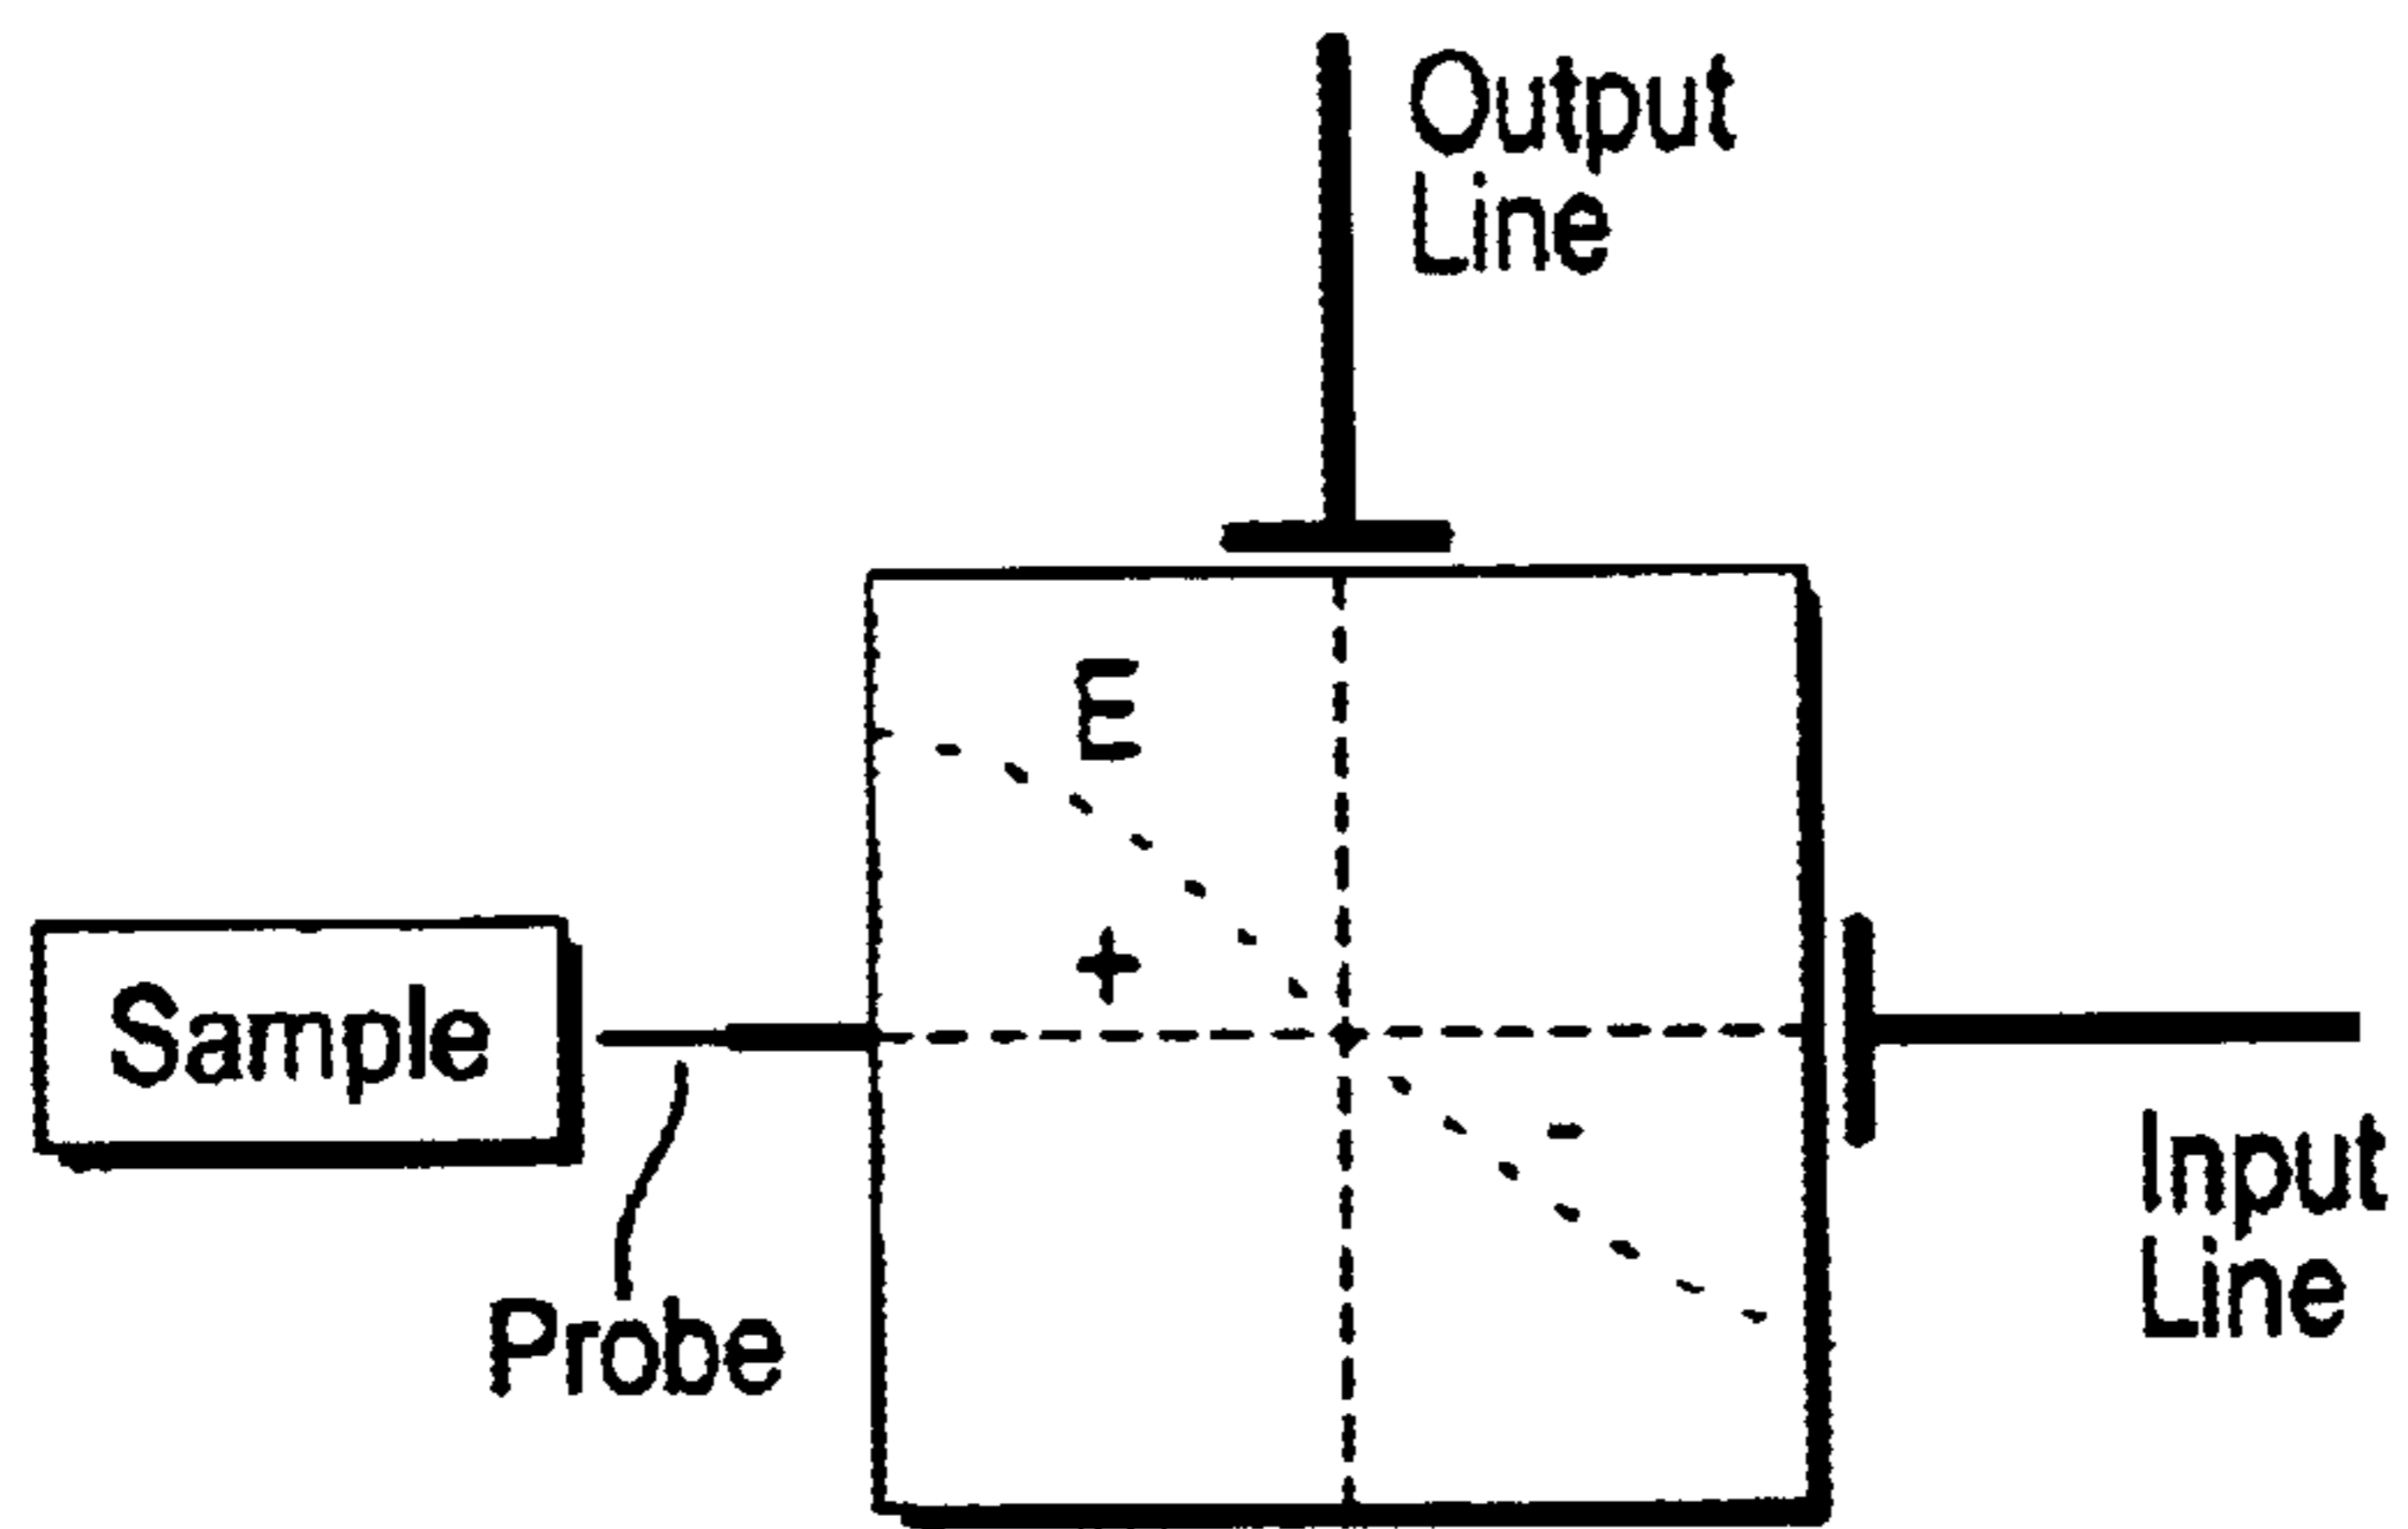 Output
Line
E
+
Sample
-
Input
Line
Probe